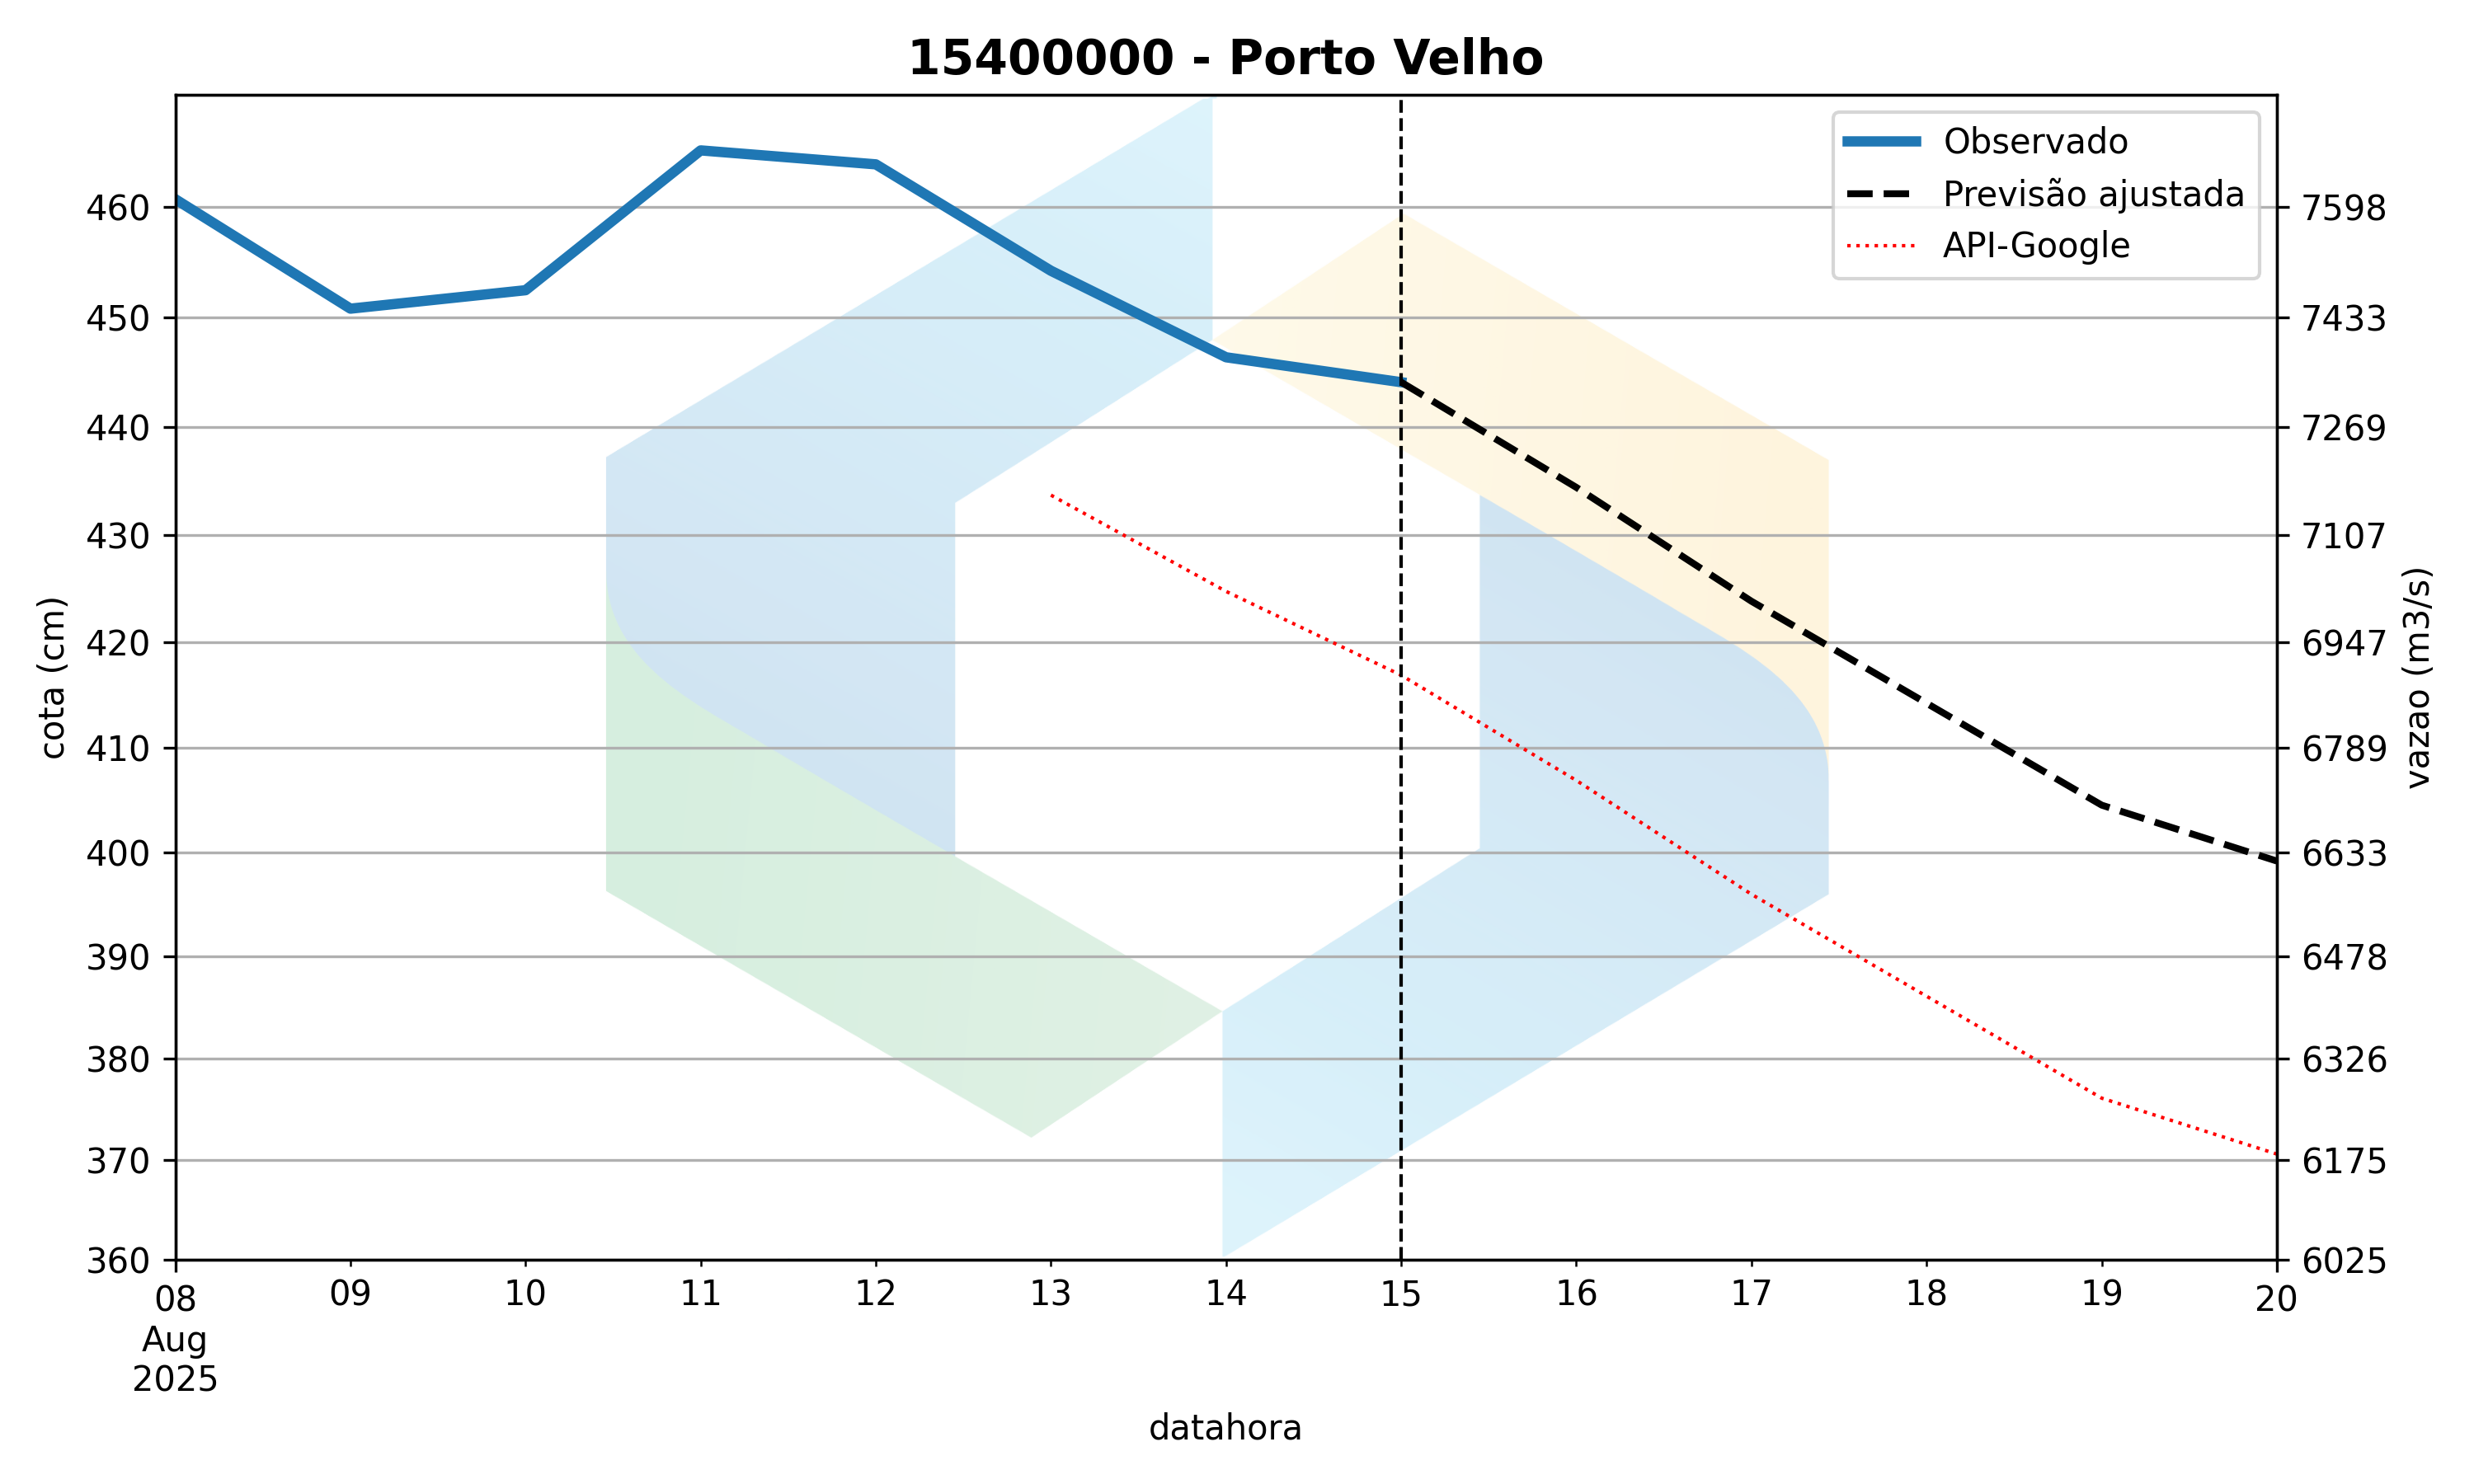 15400000 - Porto Velho
Observado
Previsão ajustada
API-Google
cota (cm)
460
450
440
430
420
410
400
390
380
370
360
7598
7433
7269
7107
6947
6789
6633
6478
6326
6175
6025
vazao (m3/s)
08 09 10 11 12 13 14 15 16 17 18 19 20
Aug
2025
datahora